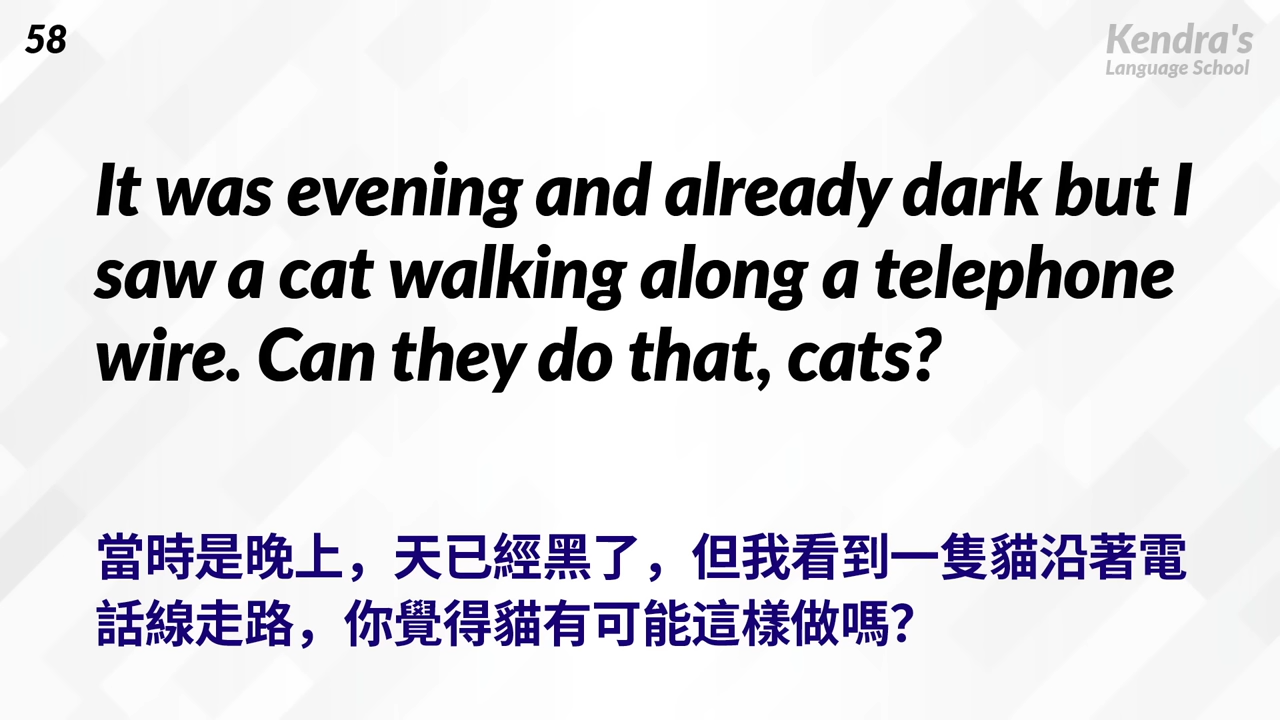 58
Kendra's
Language School
It was evening and already dark but I
saw a cat walking along a telephone
wire. Can they do that, cats?
當時是晚上，天已經黑了，但我看到一隻貓沿著電
話線走路，你覺得貓有可能這樣做嗎？